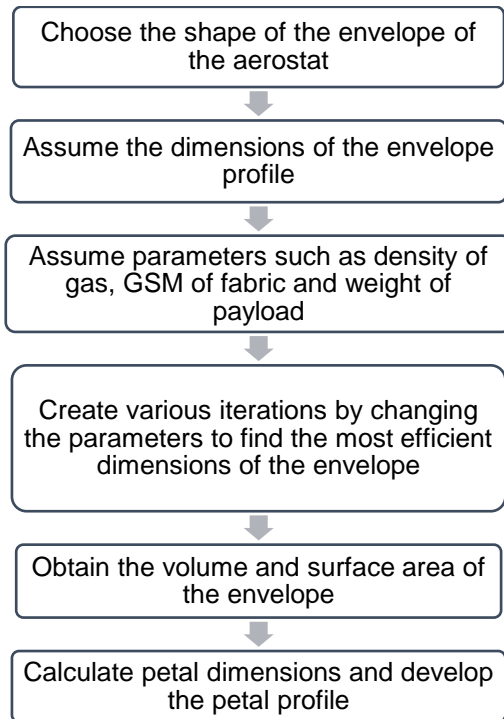 Choose the shape of the envelope of
the aerostat
Assume the dimensions of the envelope
profile
Assume parameters such as density of
gas, GSM of fabric and weight of
payload
Create various iterations by changing
the parameters to find the most efficient
dimensions of the envelope
Obtain the volume and surface area of
the envelope
Calculate petal dimensions and develop
the petal profile